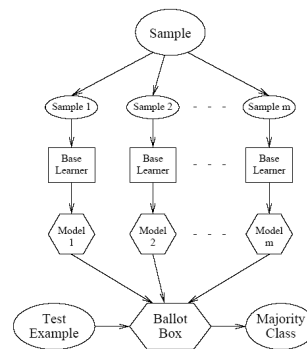 Sample
Sample 1
Sample 2
- - -
Sample m
Base
Learner
Base
Learner
- - -
Base
Learner
Model
1
Model
2
- - -
Model
m
Test
Example
Ballot
Box
Majority
Class